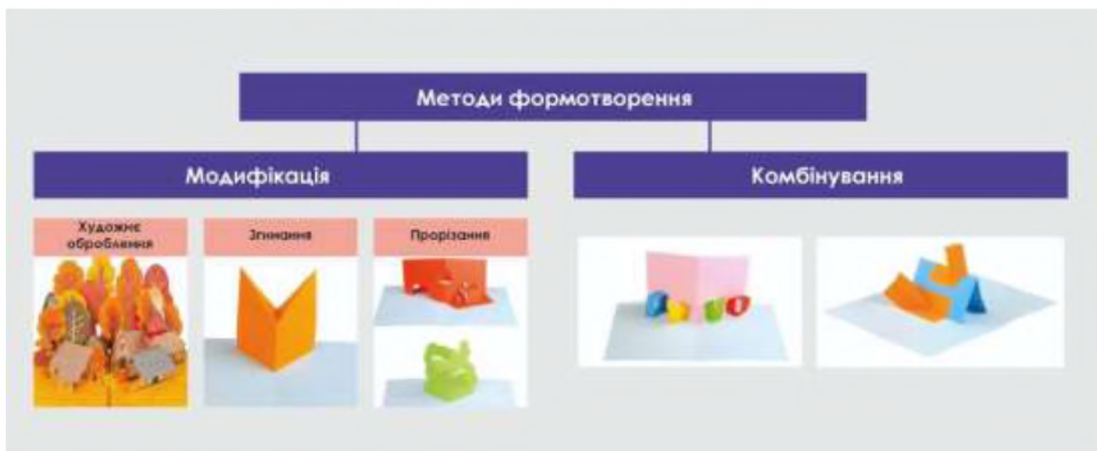 Методи формотворення
Модифікація
Комбінування
Художнє
оброблення
Згинання
Прорізання